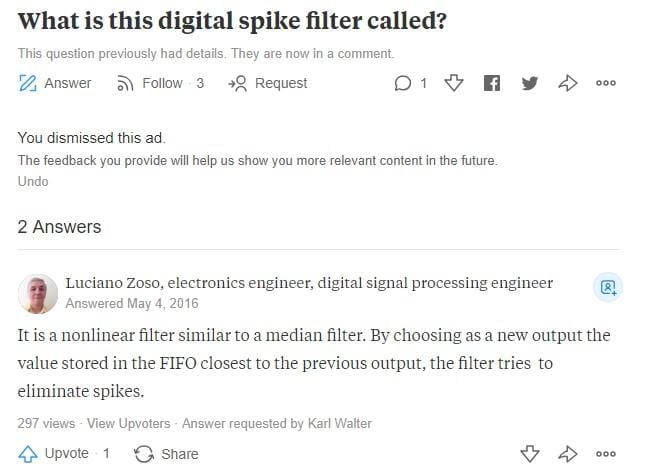 What is this digital spike filter called?
This question previously had details. They are now in a comment.
Answer Follow · 3 Request 1
You dismissed this ad.
The feedback you provide will help us show you more relevant content in the future.
Undo
2 Answers
Luciano Zoso, electronics engineer, digital signal processing engineer
Answered May 4, 2016
It is a nonlinear filter similar to a median filter. By choosing as a new output the
value stored in the FIFO closest to the previous output, the filter tries to
eliminate spikes.
297 views · View Upvoters · Answer requested by Karl Walter
Upvote · 1 Share